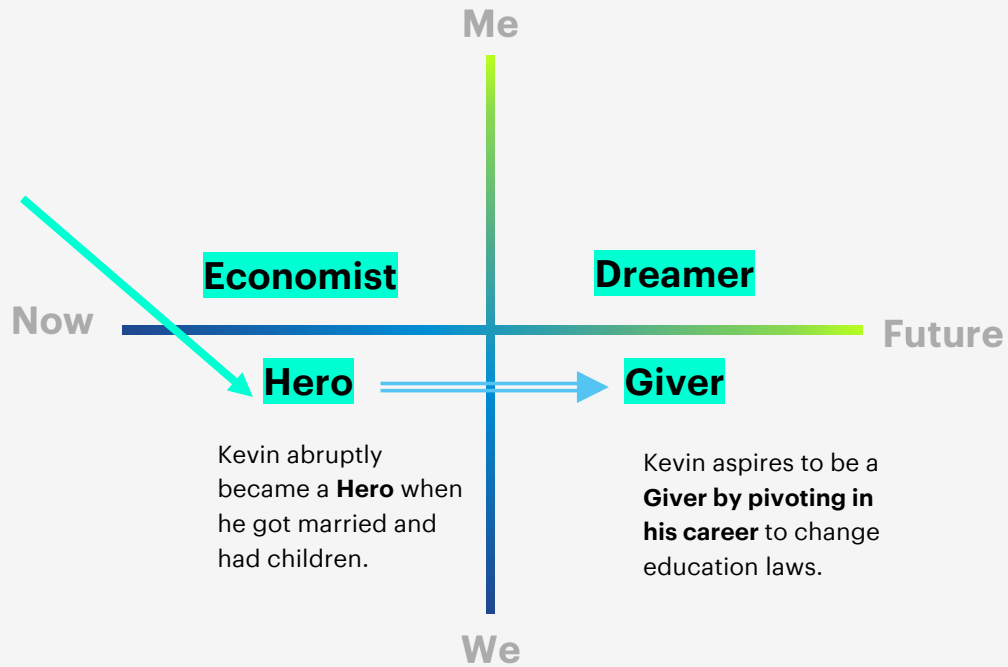 Me
Economist
Dreamer
Now
Future
Hero
Giver
Kevin abruptly
became a Hero when
he got married and
had children.
Kevin aspires to be a
Giver by pivoting in
his career to change
education laws.
We